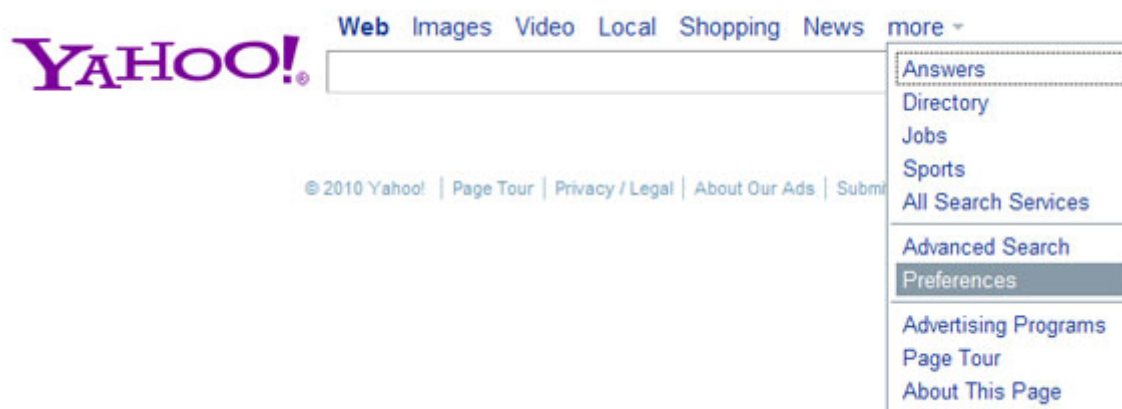 YAHOO!®
Web Images Video Local Shopping News more
Answers
Directory
Jobs
Sports
All Search Services
Advanced Search
Preferences
Advertising Programs
Page Tour
About This Page
© 2010 Yahoo! | Page Tour | Privacy / Legal | About Our Ads |